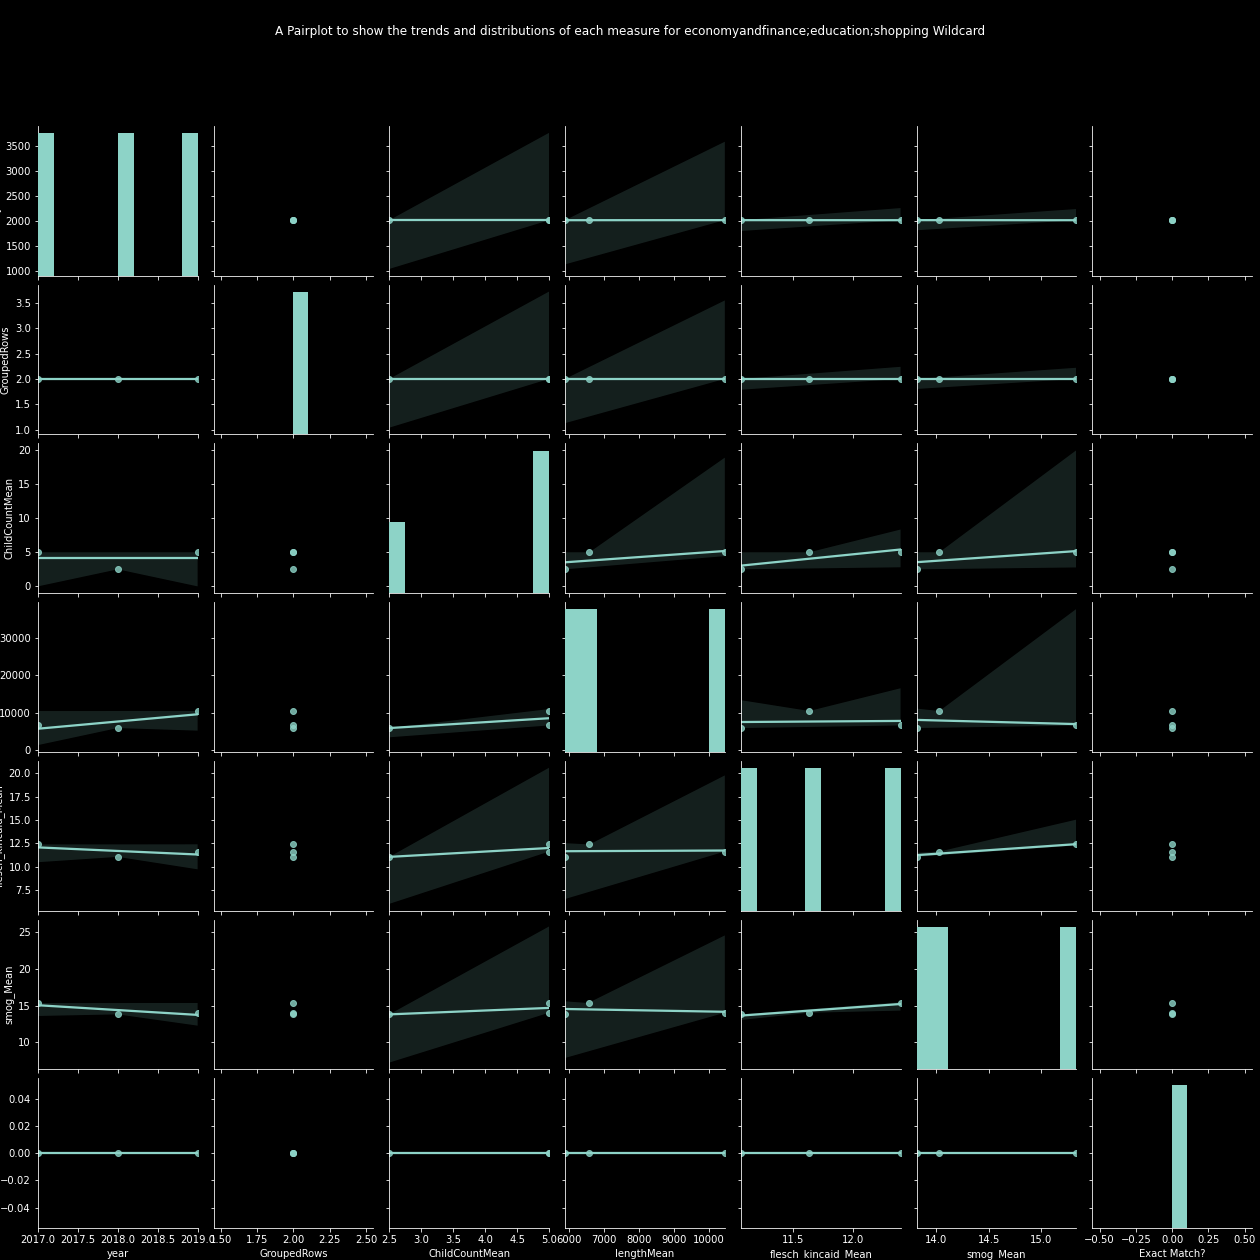 A Pairplot to show the trends and distributions of each measure for economyandfinance;education;shopping Wildcard
3500
3000
2500
2000
1500
1000
GroupedRows
3.5
3.0
2.5
2.0
1.5
1.0
ChildCountMean
20
15
10
5
0
30000
20000
10000
0
20.0
17.5
15.0
12.5
10.0
7.5
smog_Mean
25
20
15
10
0.04
0.02
0.00
−0.02
−0.04
2017.0 2017.5 2018.0 2018.5 2019.0
year
1.50 1.75 2.00 2.25 2.50
GroupedRows
2.5 3.0 3.5 4.0 4.5 5.0
ChildCountMean
6000 7000 8000 9000 10000
lengthMean
11.5 12.0
flesch_kincaid_Mean
14.0 14.5 15.0
smog_Mean
−0.50 −0.25 0.00 0.25 0.50
Exact Match?